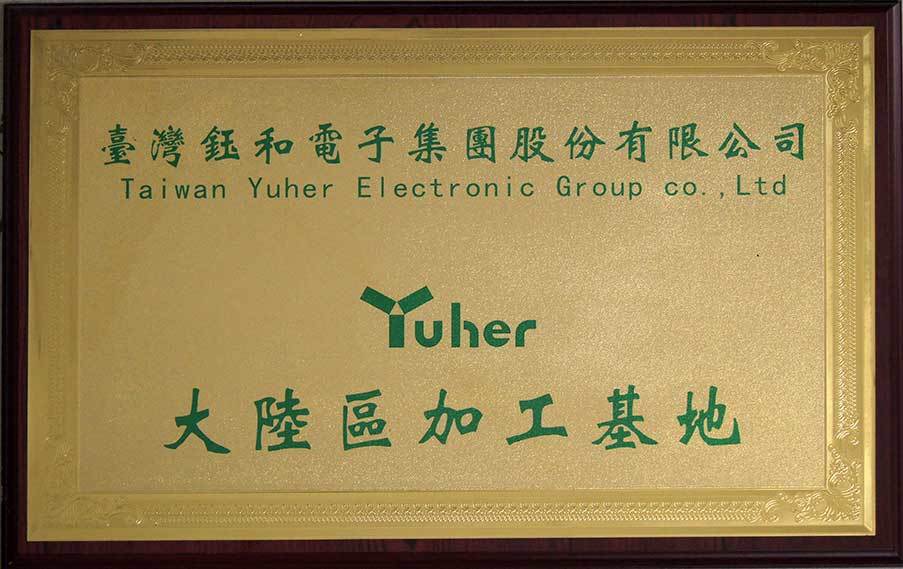 臺灣鈺和電子集團股份有限公司
Taiwan Yuher Electronic Group co.,Ltd
Yuher
大陸區加工基地